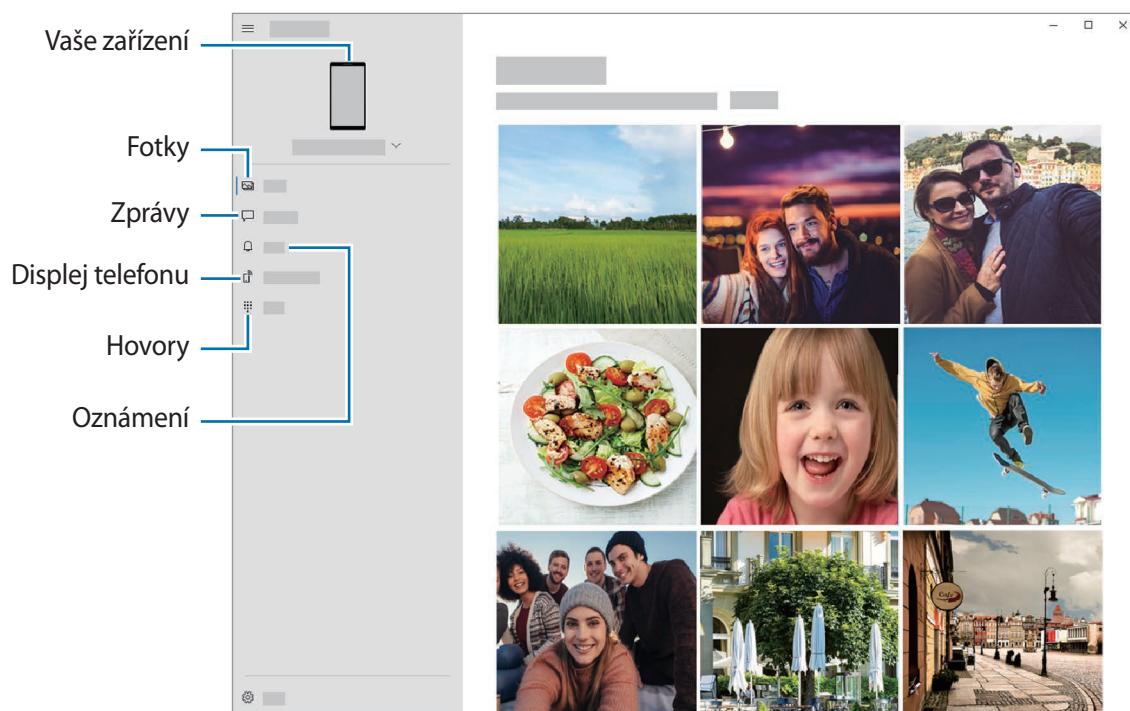 Vaše zařízení
Fotky
Zprávy
Displej telefonu
Hovory
Oznámení
Café